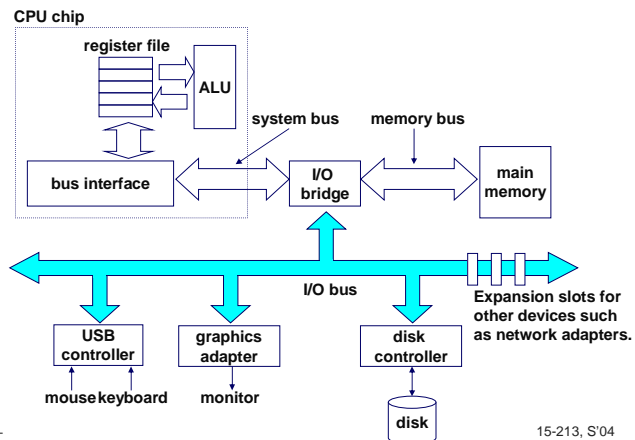 CPU chip
register file
ALU
system bus
memory bus
bus interface
I/O
bridge
main
memory
I/O bus
Expansion slots for
other devices such
as network adapters.
USB
controller
graphics
adapter
disk
controller
mouse keyboard
monitor
disk
–
15-213, S'04